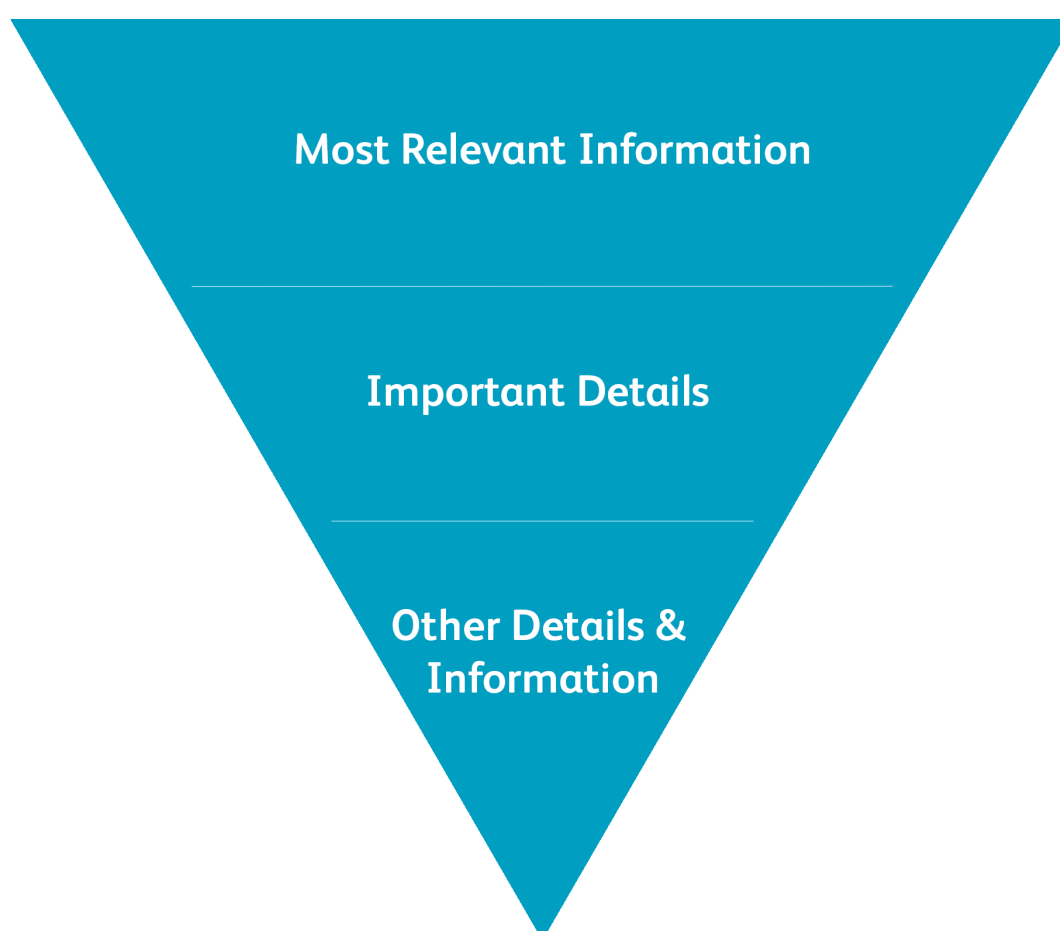 Most Relevant Information
Important Details
Other Details &
Information